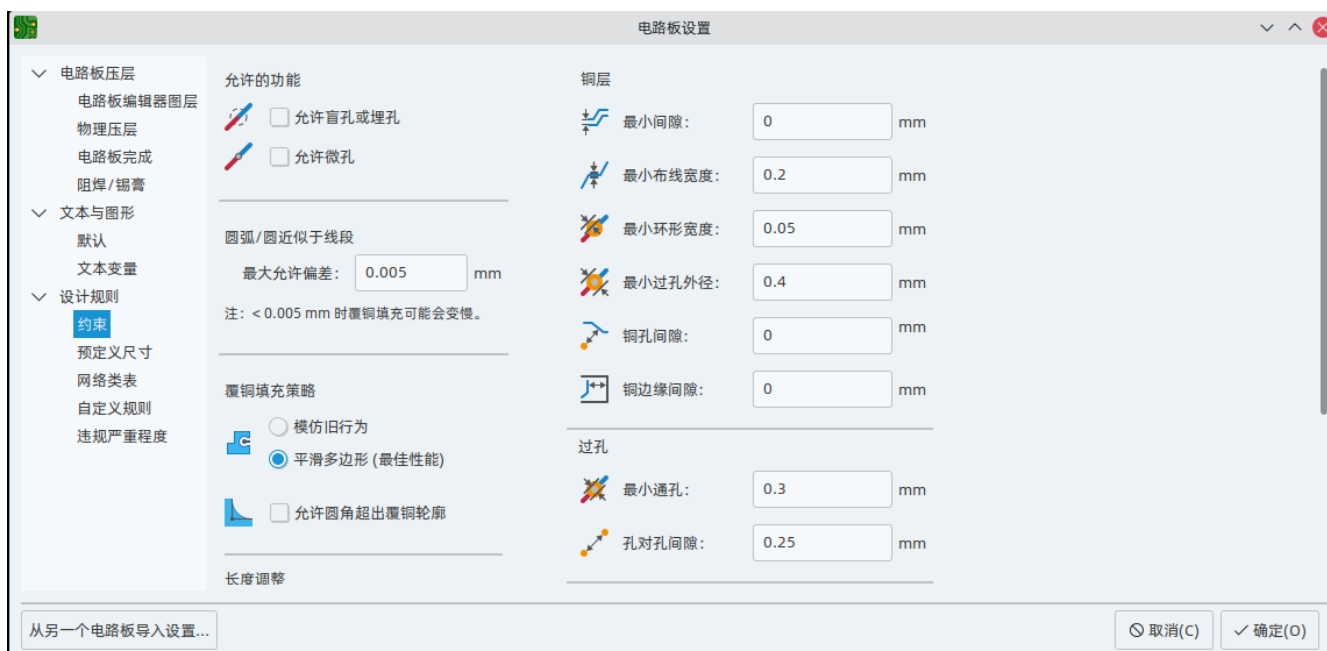 电路板设置
电路板压层
电路板编辑器图层
物理压层
电路板完成
阻焊/锡膏
文本与图形
默认
文本变量
设计规则
约束
预定义尺寸
网络类表
自定义规则
违规严重程度
允许的功能
允许盲孔或埋孔
允许微孔
圆弧/圆近似于线段
最大允许偏差： 0.005 mm
注：< 0.005 mm 时覆铜填充可能会变慢。
覆铜填充策略
模仿旧行为
平滑多边形 (最佳性能)
允许圆角超出覆铜轮廓
长度调整
铜层
最小间隙： 0 mm
最小布线宽度： 0.2 mm
最小环形宽度： 0.05 mm
最小过孔外径： 0.4 mm
铜孔间隙： 0 mm
铜边缘间隙： 0 mm
过孔
最小通孔： 0.3 mm
孔对孔间隙： 0.25 mm
从另一个电路板导入设置...
取消(C)
确定(O)